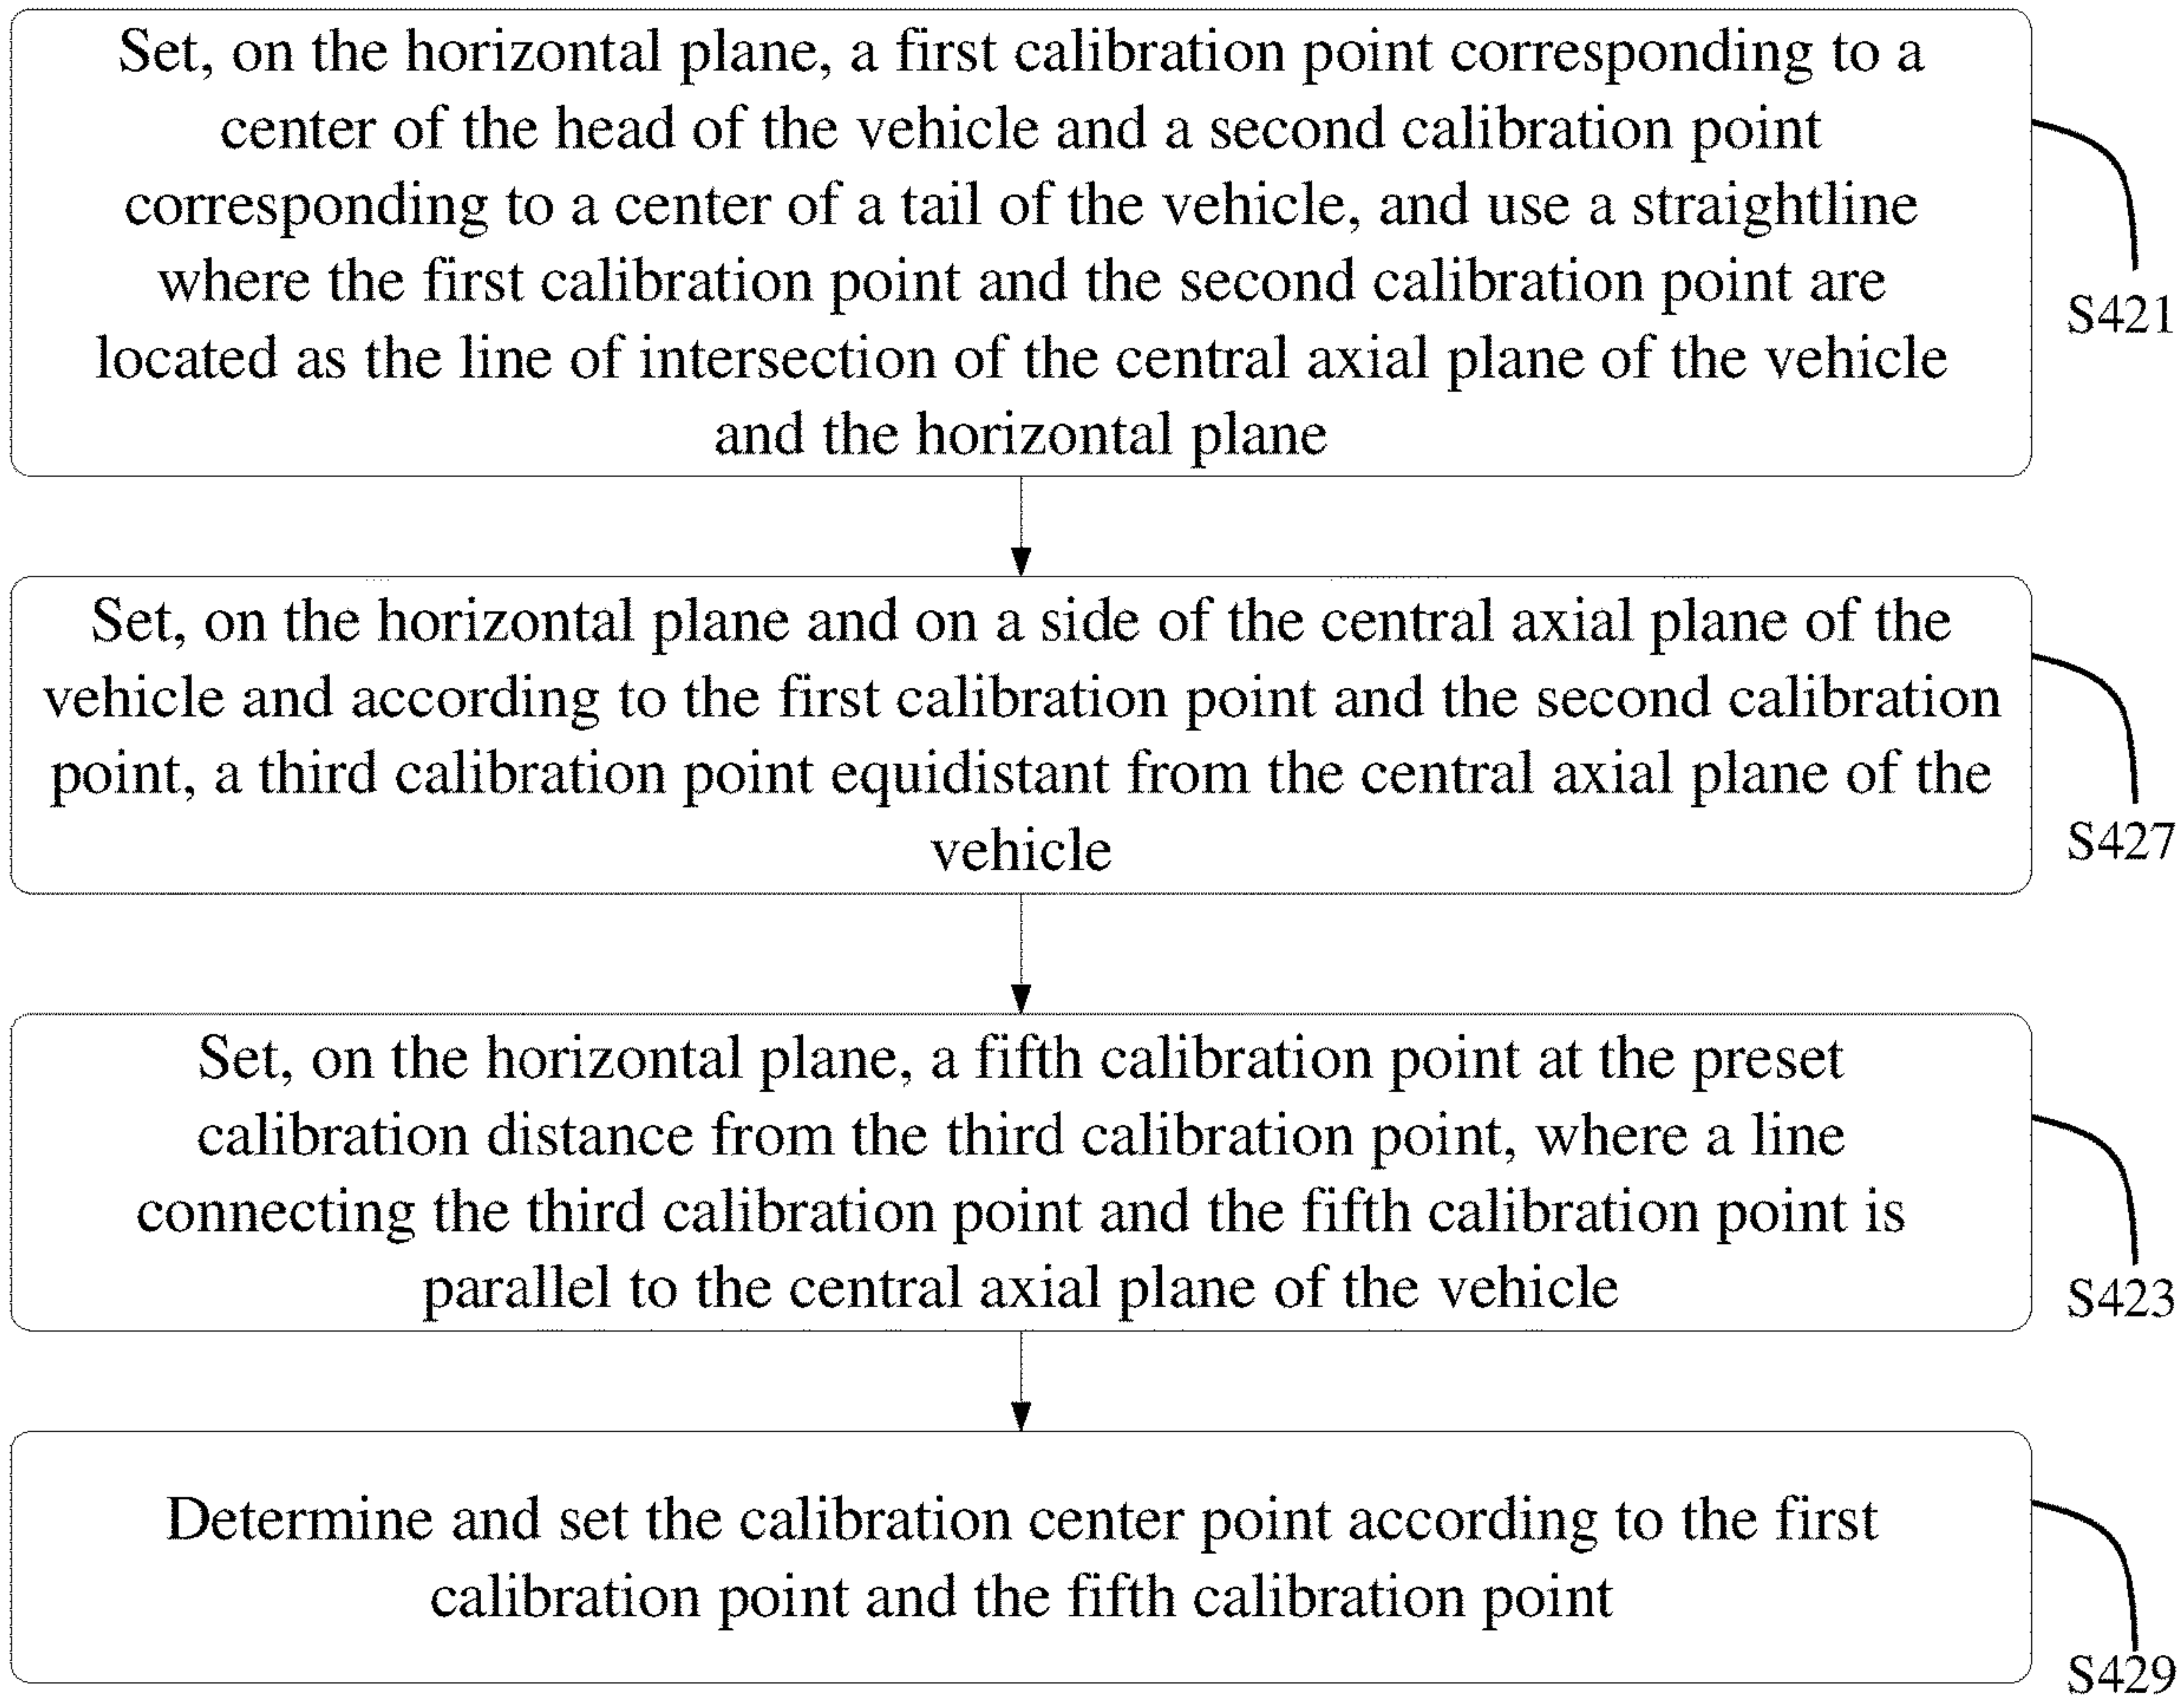 Set, on the horizontal plane, a first calibration point corresponding to a
center of the head of the vehicle and a second calibration point
corresponding to a center of a tail of the vehicle, and use a straightline
where the first calibration point and the second calibration point are
located as the line of intersection of the central axial plane of the vehicle
and the horizontal plane
S421
Set, on the horizontal plane and on a side of the central axial plane of the
vehicle and according to the first calibration point and the second calibration
point, a third calibration point equidistant from the central axial plane of the
vehicle
S427
Set, on the horizontal plane, a fifth calibration point at the preset
calibration distance from the third calibration point, where a line
connecting the third calibration point and the fifth calibration point is
parallel to the central axial plane of the vehicle
S423
Determine and set the calibration center point according to the first
calibration point and the fifth calibration point
S429